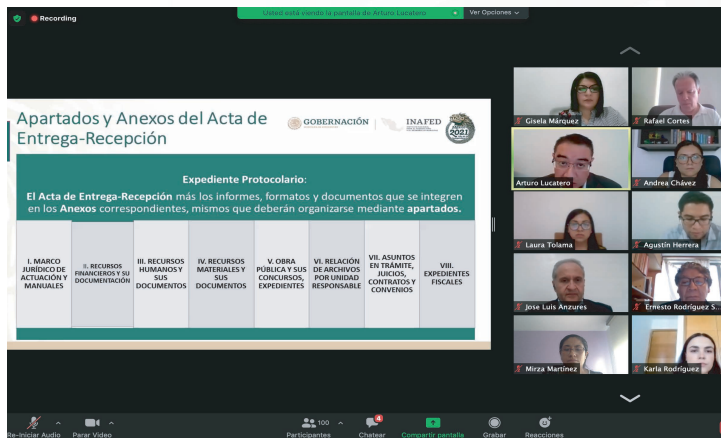 Recording
Usted está viendo la pantalla de Arturo Lucatero
Ver Opciones
Apartados y Anexos del Acta de
Entrega-Recepción
GOBERNACIÓN
INAFED
2021
Expediente Protocolario:
El Acta de Entrega-Recepción más los informes, formatos y documentos que se integren
en los Anexos correspondientes, mismos que deberán organizarse mediante apartados.
I. MARCO
JURÍDICO DE
ACTUACIÓN Y
MANUALES
II. RECURSOS
FINANCIEROS Y SU
DOCUMENTACIÓN
III. RECURSOS
HUMANOS Y
SUS
DOCUMENTOS
IV. RECURSOS
MATERIALES Y
SUS
DOCUMENTOS
V. OBRA
PÚBLICA Y SUS
CONCURSOS,
EXPEDIENTES
VI. RELACIÓN
DE ARCHIVOS
POR UNIDAD
RESPONSABLE
VII. ASUNTOS
EN TRÁMITE,
JUICIOS,
CONTRATOS Y
CONVENIOS
VIII.
EXPEDIENTES
FISCALES
Gisela Márquez
Rafael Cortes
Arturo Lucatero
Andrea Chávez
Laura Tolama
Agustín Herrera
Jose Luis Anzures
Ernesto Rodríguez S...
Mirza Martínez
Karla Rodríguez
Re-Iniciar Audio
Parar Video
100
Participantes
4
Chatear
Compartir pantalla
Grabar
Reacciones